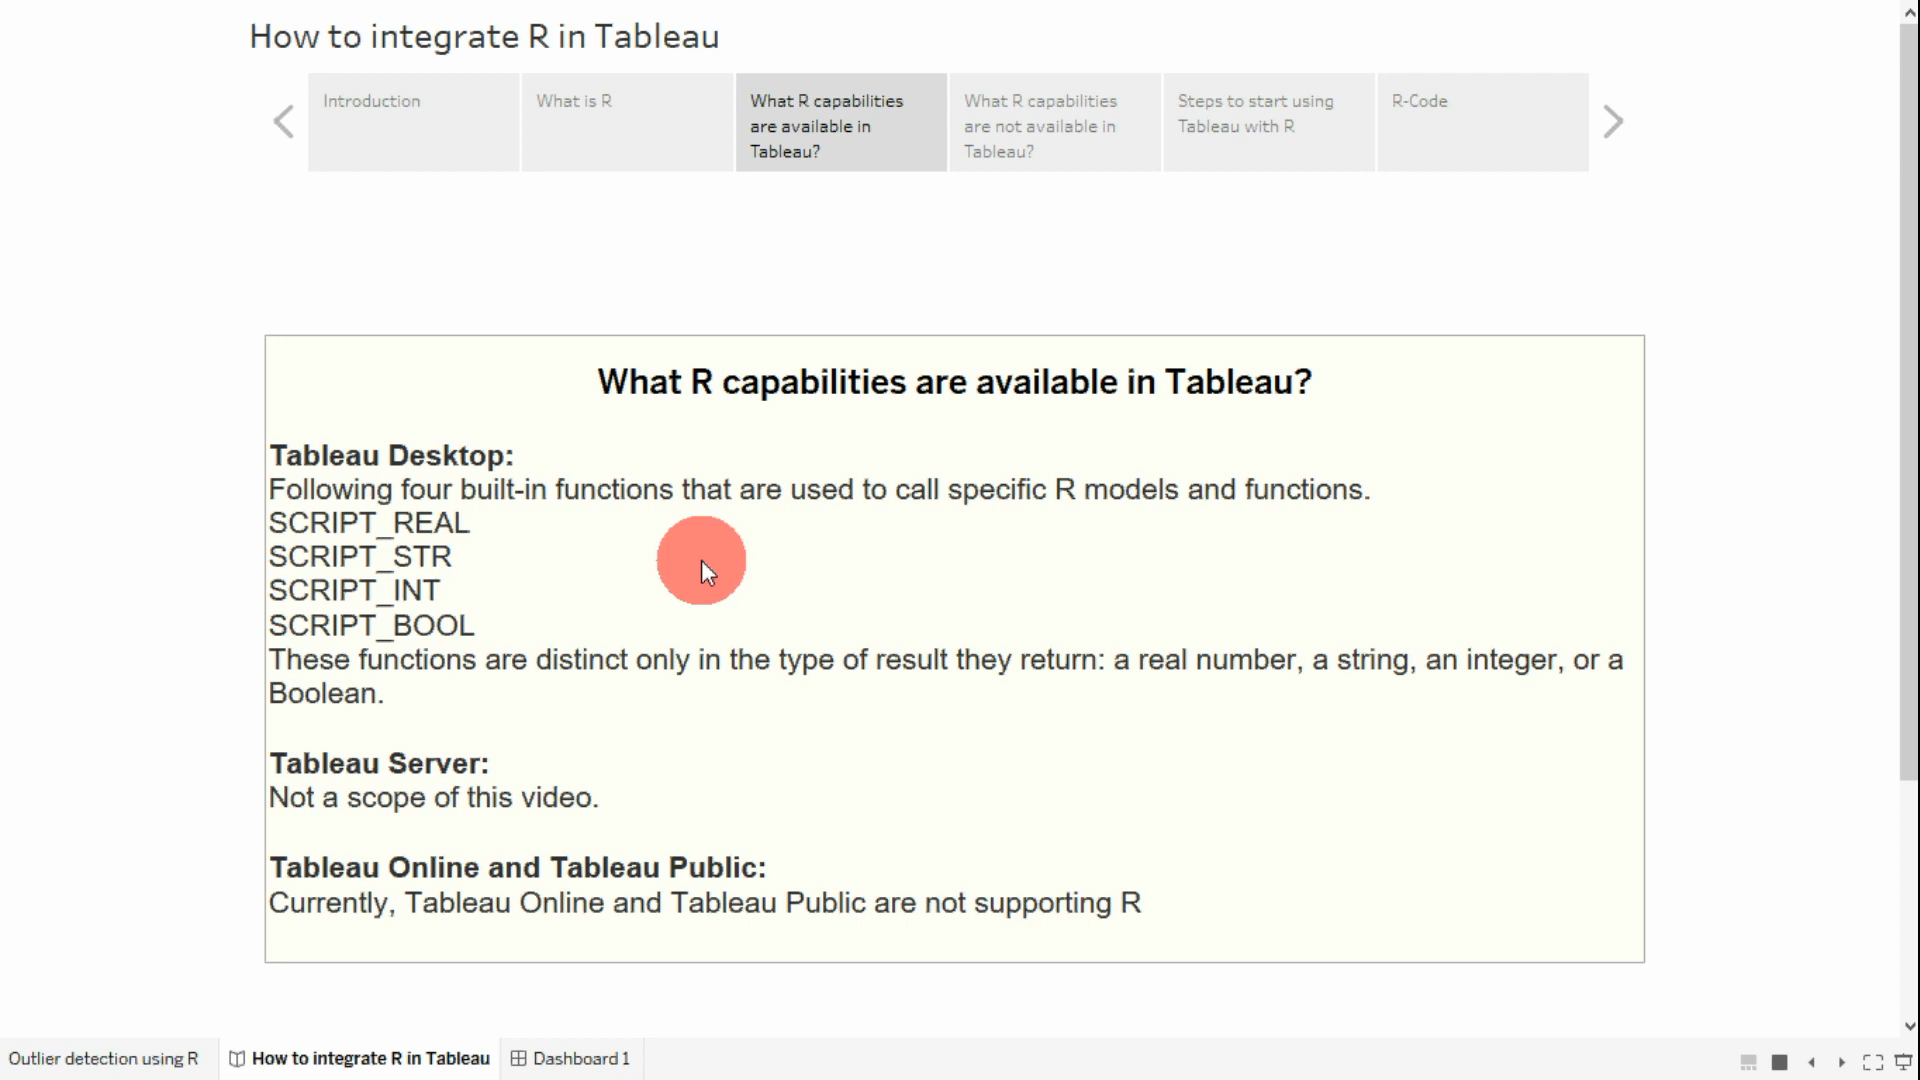 How to integrate R in Tableau
Introduction
What is R
What R capabilities
are available in
Tableau?
What R capabilities
are not available in
Tableau?
Steps to start using
Tableau with R
R-Code
What R capabilities are available in Tableau?
Tableau Desktop:
Following four built-in functions that are used to call specific R models and functions.
SCRIPT_REAL
SCRIPT_STR
SCRIPT_INT
SCRIPT_BOOL
These functions are distinct only in the type of result they return: a real number, a string, an integer, or a
Boolean.
Tableau Server:
Not a scope of this video.
Tableau Online and Tableau Public:
Currently, Tableau Online and Tableau Public are not supporting R
Outlier detection using R
How to integrate R in Tableau
Dashboard 1